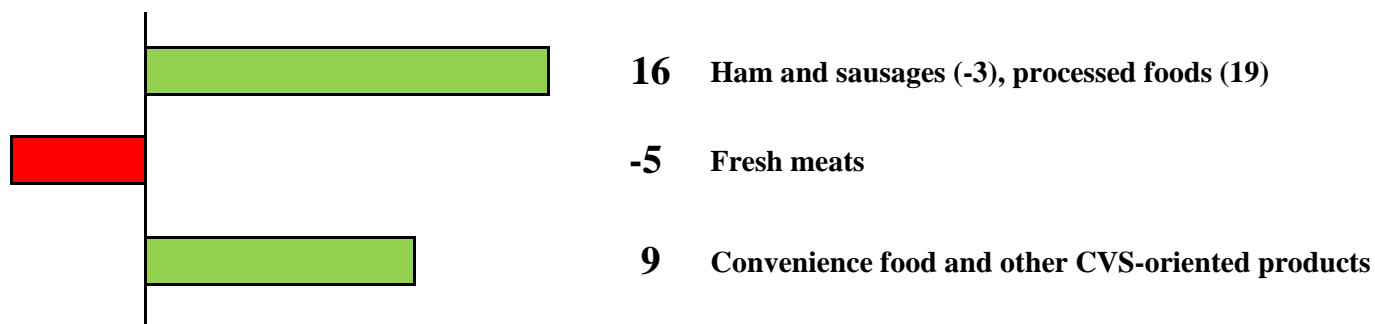 16 Ham and sausages (-3), processed foods (19)
-5 Fresh meats
9 Convenience food and other CVS-oriented products